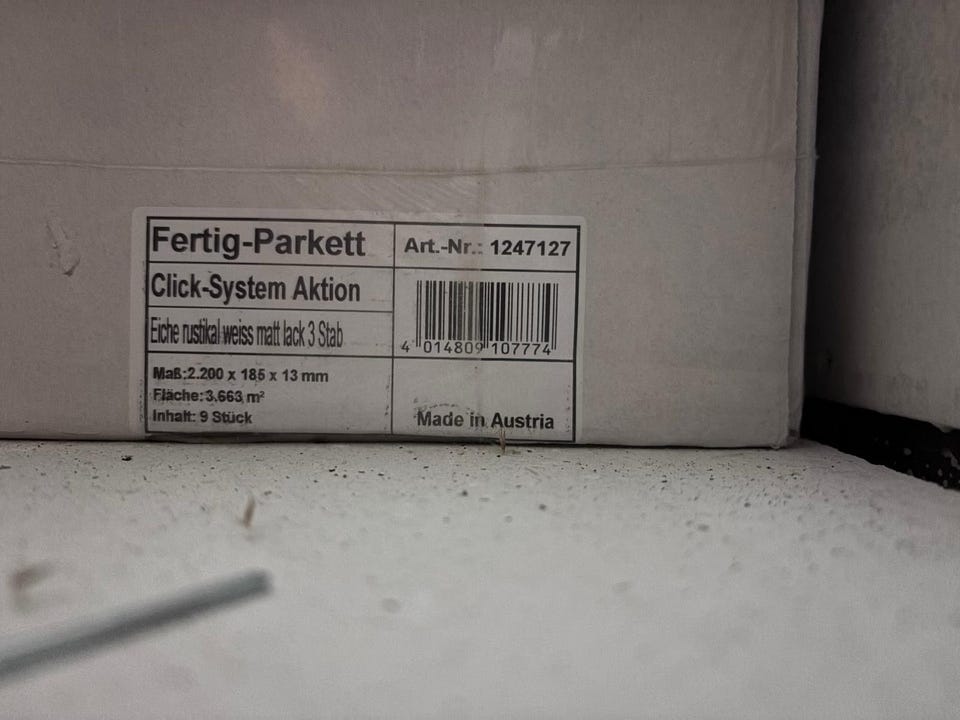 Fertig-Parkett
Art.-Nr.: 1247127
Click-System Aktion
Eiche rustikal weiss matt lack 3 Stab
4 014809 107774
Maß:2.200 x 185 x 13 mm
Fläche:3.663 m²
Inhalt: 9 Stück
Made in Austria